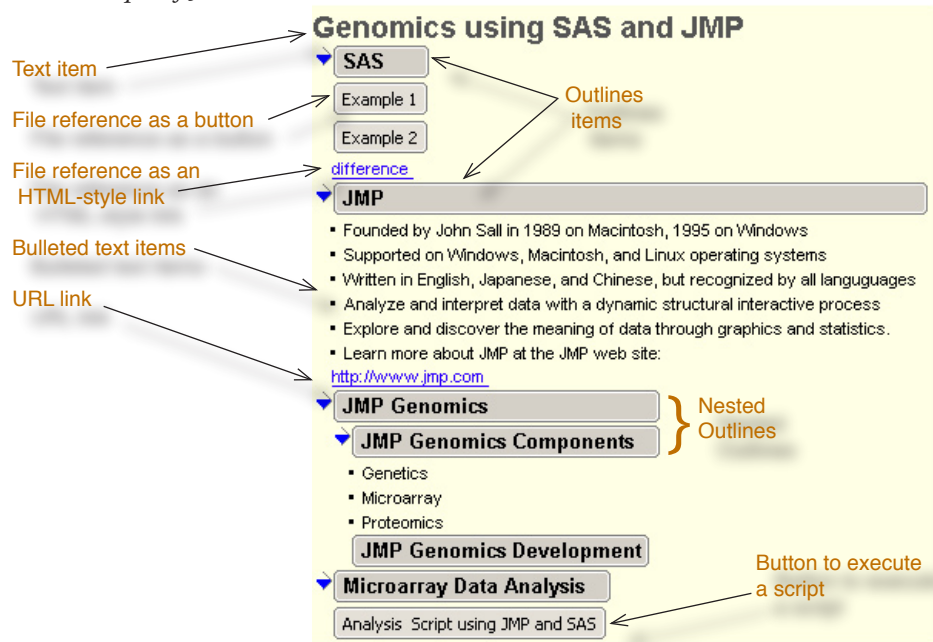 Genomics using SAS and JMP
SAS
Text item
Example 1
Outlines
items
File reference as a button
Example 2
File reference as an
HTML-style link
difference
JMP
▪ Founded by John Sall in 1989 on Macintosh, 1995 on Windows
Bulleted text items
▪ Supported on Windows, Macintosh, and Linux operating systems
▪ Written in English, Japanese, and Chinese, but recognized by all languguages
URL link
▪ Analyze and interpret data with a dynamic structural interactive process
▪ Explore and discover the meaning of data through graphics and statistics.
▪ Learn more about JMP at the JMP web site:
http://www.jmp.com
JMP Genomics
Nested
Outlines
JMP Genomics Components
▪ Genetics
▪ Microarray
▪ Proteomics
JMP Genomics Development
Button to execute
a script
Microarray Data Analysis
Analysis Script using JMP and SAS